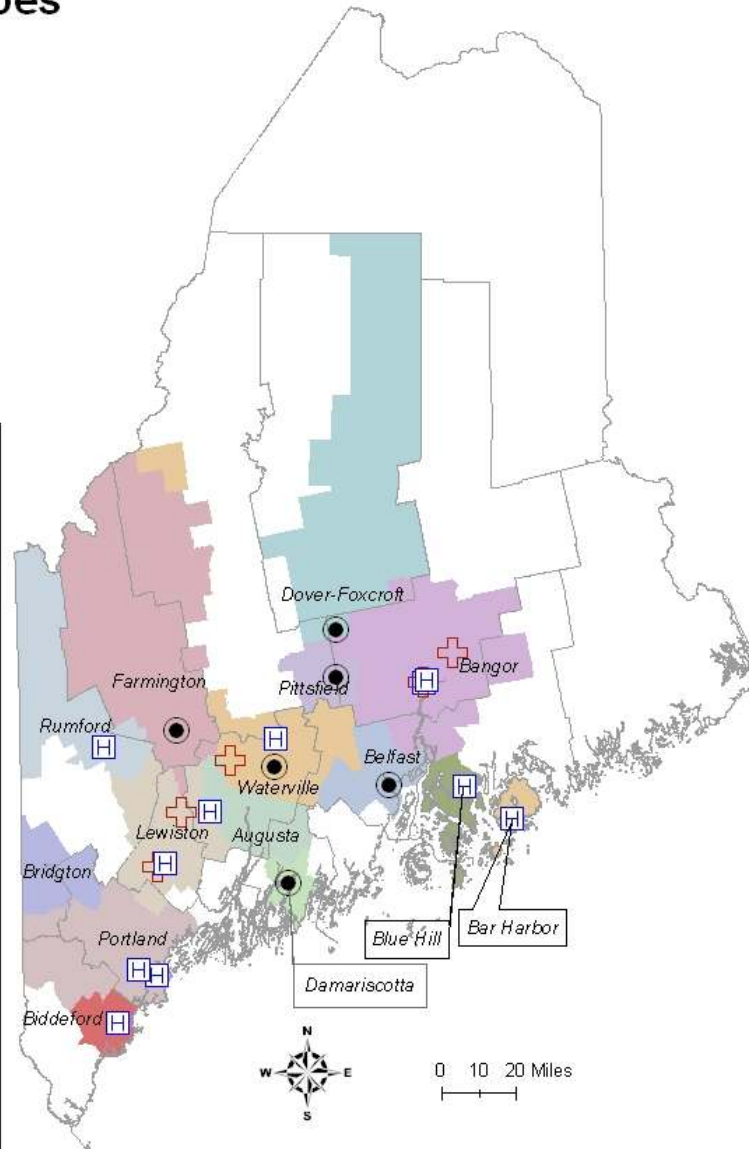 Dover-Foxcroft
Farmington
Pittsfield
Bangor
Rumford
H
H
H
Belfast
Waterville
H
H
Lewiston
Augusta
H
H
Bridgton
Portland
Blue Hill
Bar Harbor
H
H
Damariscotta
Biddeford
H
N
W
E
S
0 10 20 Miles